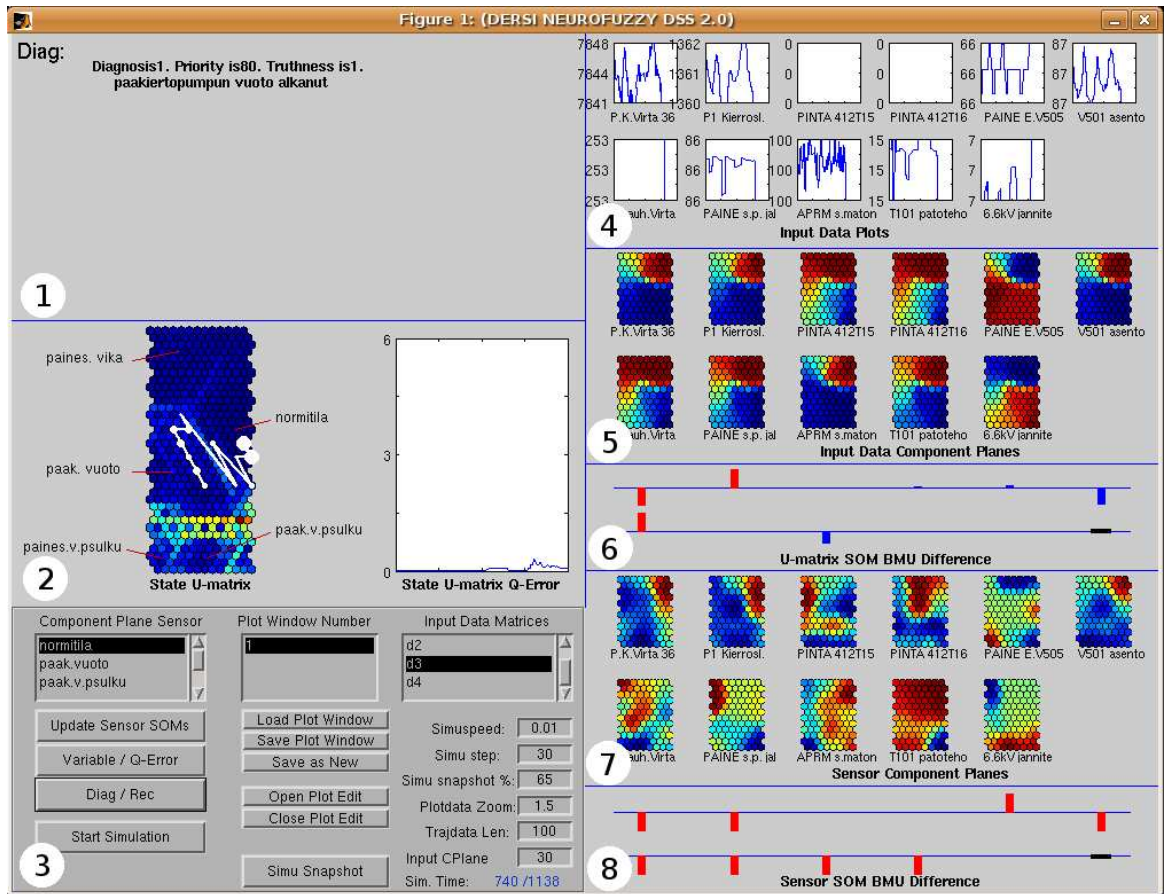 Figure 1: (DERSI NEUROFUZZY DSS 2.0)
Diag:
Diagnosis1. Priority is80. Truthness is1.
paakiertopumpun vuoto alkanut
1
7848 1362 0 0 66 87
7844 1361 0 0 66 87
7841 1360 0 0 66 87
P.K.Virta 36 P1 Kierrosl. PINTA 412T15 PINTA 412T16 PAINE E.V505 V501 asento
253 86 100 15 7
253 86 100 15 7
auh.Virta PAINE s.p. jal APRM s.maton T101 patoteho 6.6kV jannite
4
Input Data Plots
P.K.Virta 36 P1 Kierrosl. PINTA 412T15 PINTA 412T16 PAINE E.V505 V501 asento
auh.Virta PAINE s.p. jal APRM s.maton T101 patoteho 6.6kV jannite
5
Input Data Component Planes
6
U-matrix SOM BMU Difference
paines. vika
normitila
paak. vuoto
paak.v.psulku
paines.v.psulku
2
State U-matrix
6
3
0
State U-matrix Q-Error
P.K.Virta 36 P1 Kierrosl. PINTA 412T15 PINTA 412T16 PAINE E.V505 V501 asento
auh.Virta PAINE s.p. jal APRM s.maton T101 patoteho 6.6kV jannite
7
Sensor Component Planes
8
Sensor SOM BMU Difference
Component Plane Sensor
normitila
paak.vuoto
paak.v.psulku
Update Sensor SOMs
Variable / Q-Error
Diag / Rec
Start Simulation
3
Plot Window Number
1
Load Plot Window
Save Plot Window
Save as New
Open Plot Edit
Close Plot Edit
Simu Snapshot
Input Data Matrices
d2
d3
d4
Simuspeed: 0.01
Simu step: 30
Simu snapshot %: 65
Plotdata Zoom: 1.5
Trajdata Len: 100
Input CPlane 30
Sim. Time: 740 /1138